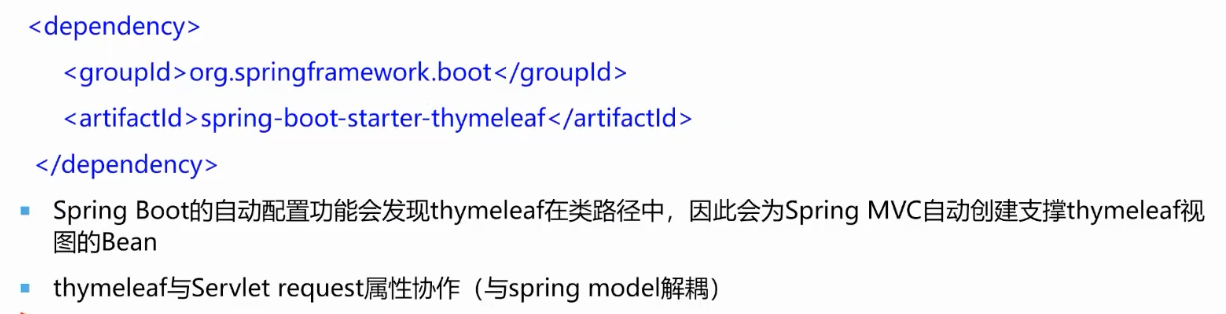 <dependency>
<groupId>org.springframework.boot</groupId>
<artifactId>spring-boot-starter-thymeleaf</artifactId>
</dependency>
Spring Boot的自动配置功能会发现thymeleaf在类路径中，因此会为Spring MVC自动创建支撑thymeleaf视
图的Bean
thymeleaf与Servlet request属性协作（与spring model解耦）